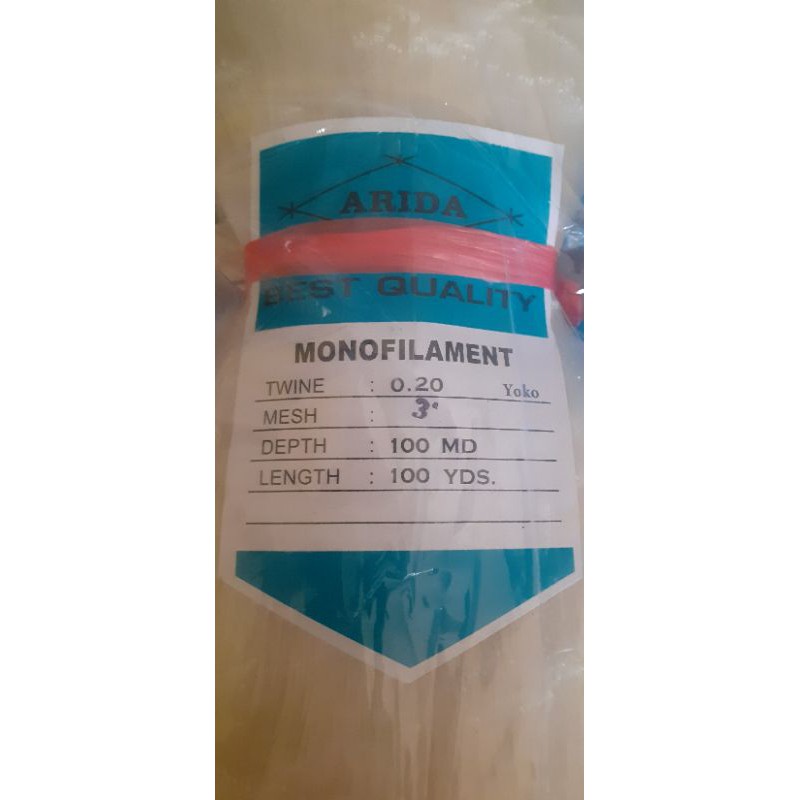 ARIDA
BEST QUALITY
MONOFILAMENT
TWINE : 0.20 Yoko
MESH : 3"
DEPTH : 100 MD
LENGTH : 100 YDS.